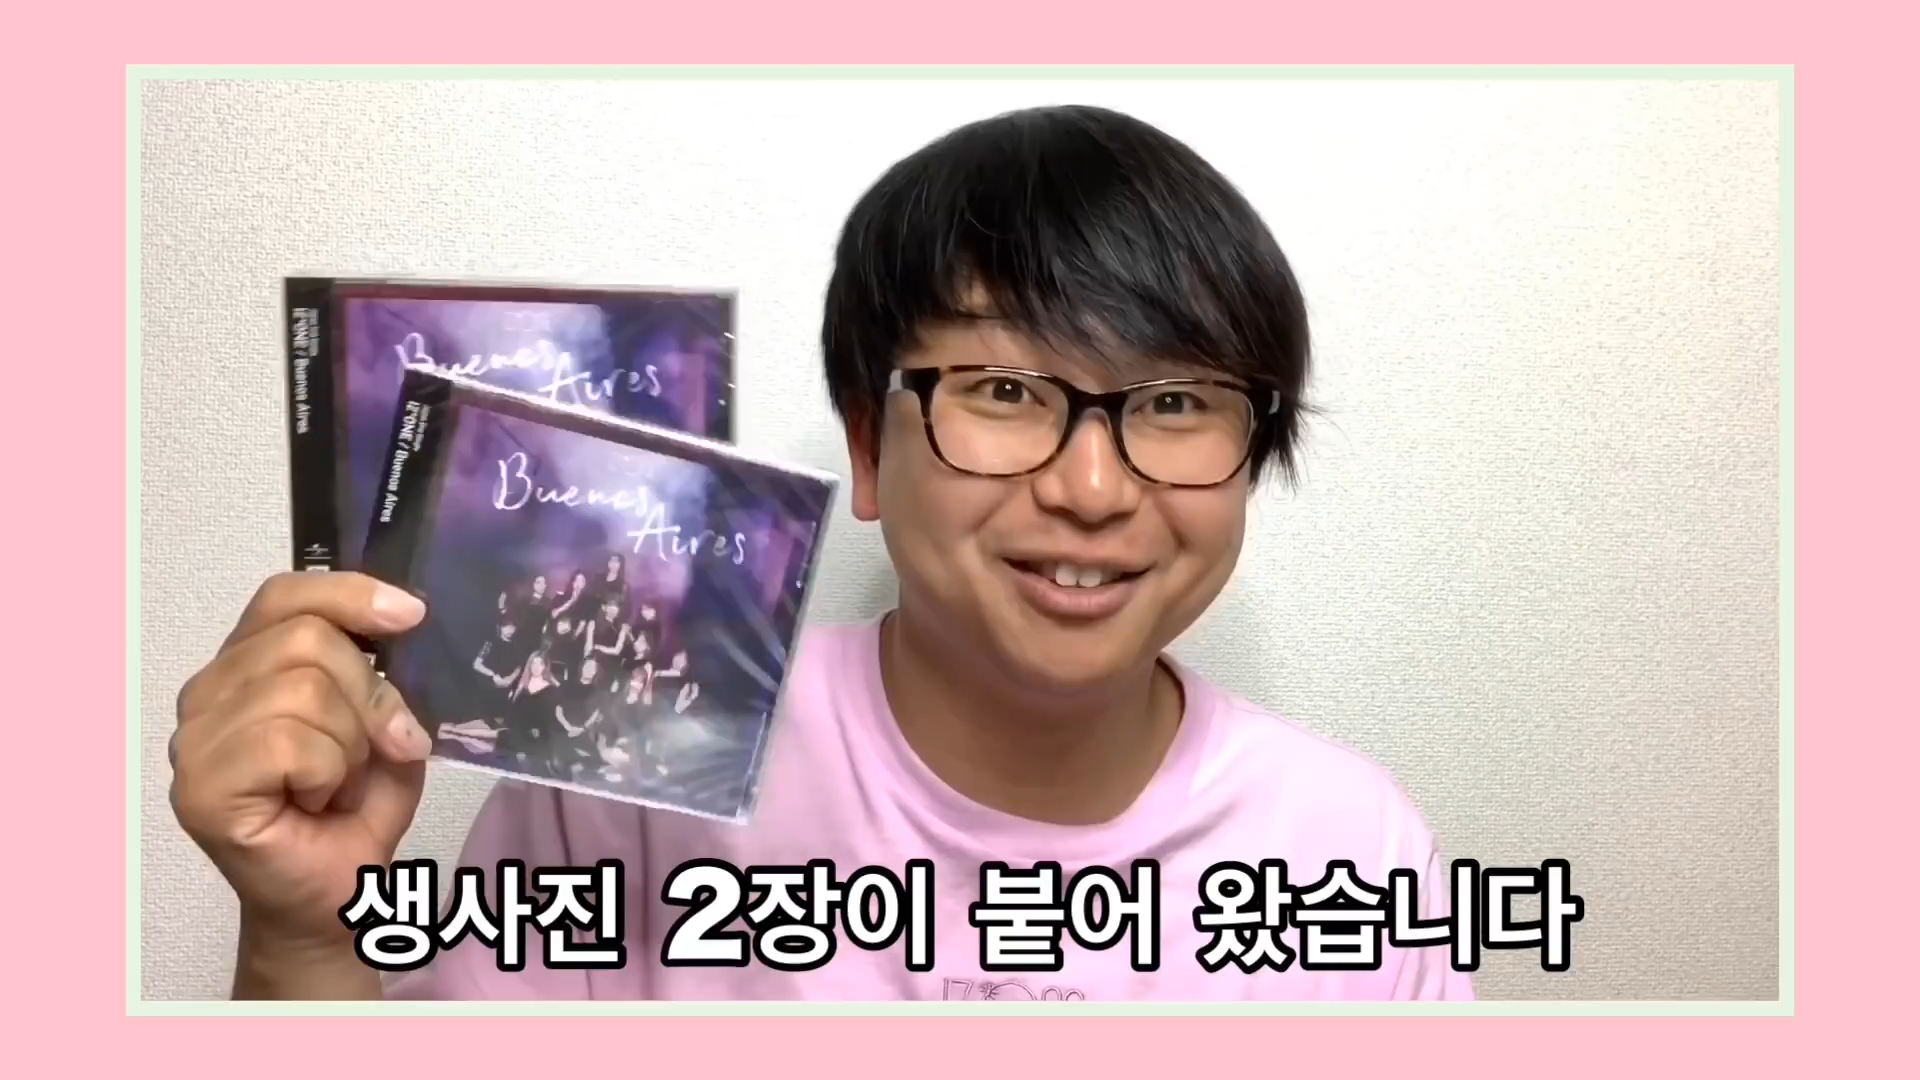 IZ*ONE / Buenos Aires
Buenos
Aires
IZ*ONE / Buenos Aires
Buenos
Aires
생사진 2장이 붙어 왔습니다